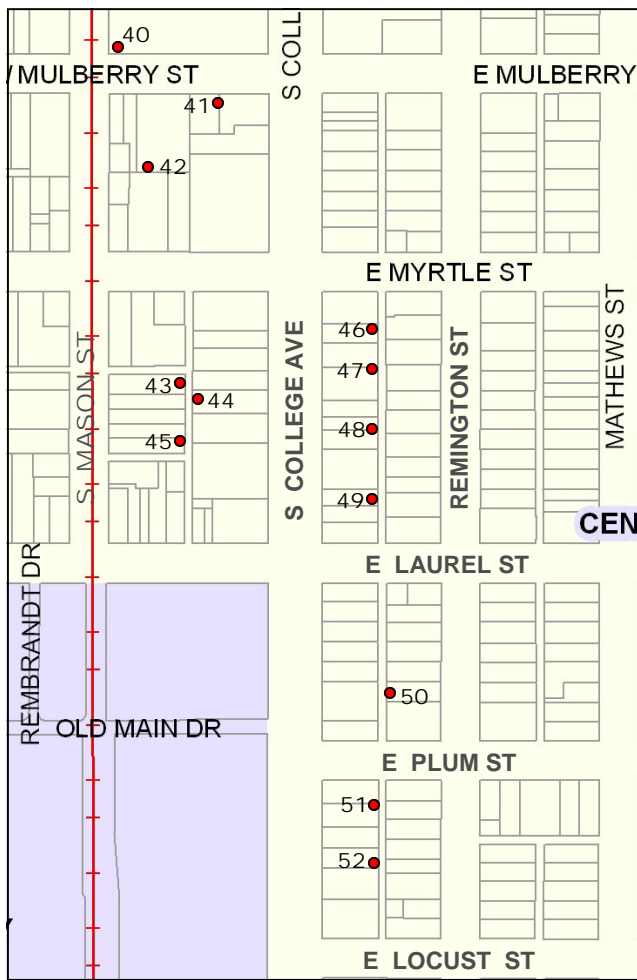 40
S COLL
/ MULBERRY ST
E MULBERRY
41
42
E MYRTLE ST
MATHEWS ST
46
S COLLEGE AVE
REMINGTON ST
S MASON ST
47
43
44
48
45
49
CEN
E LAUREL ST
REMBRANDT DR
50
OLD MAIN DR
E PLUM ST
51
52
E LOCUST ST